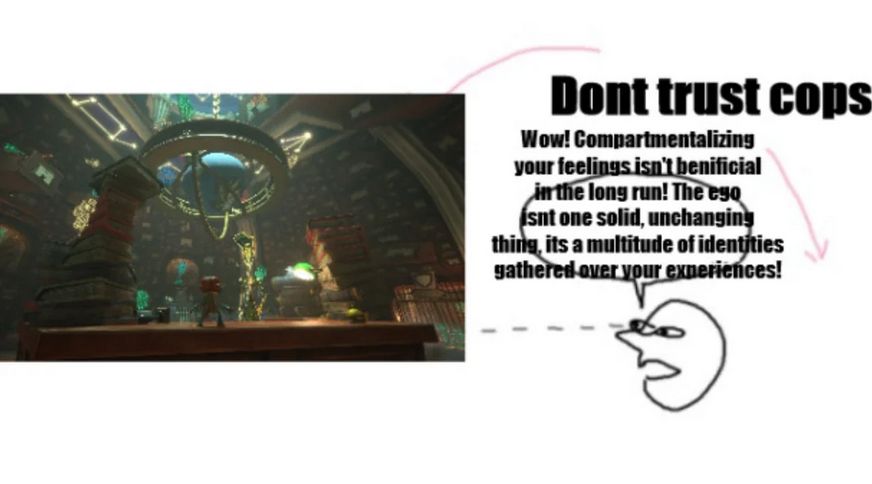 Dont trust cops
Wow! Compartmentalizing
your feelings isn't benificial
in the long run! The ego
isnt one solid, unchanging
thing, its a multitude of identities
gathered over your experiences!